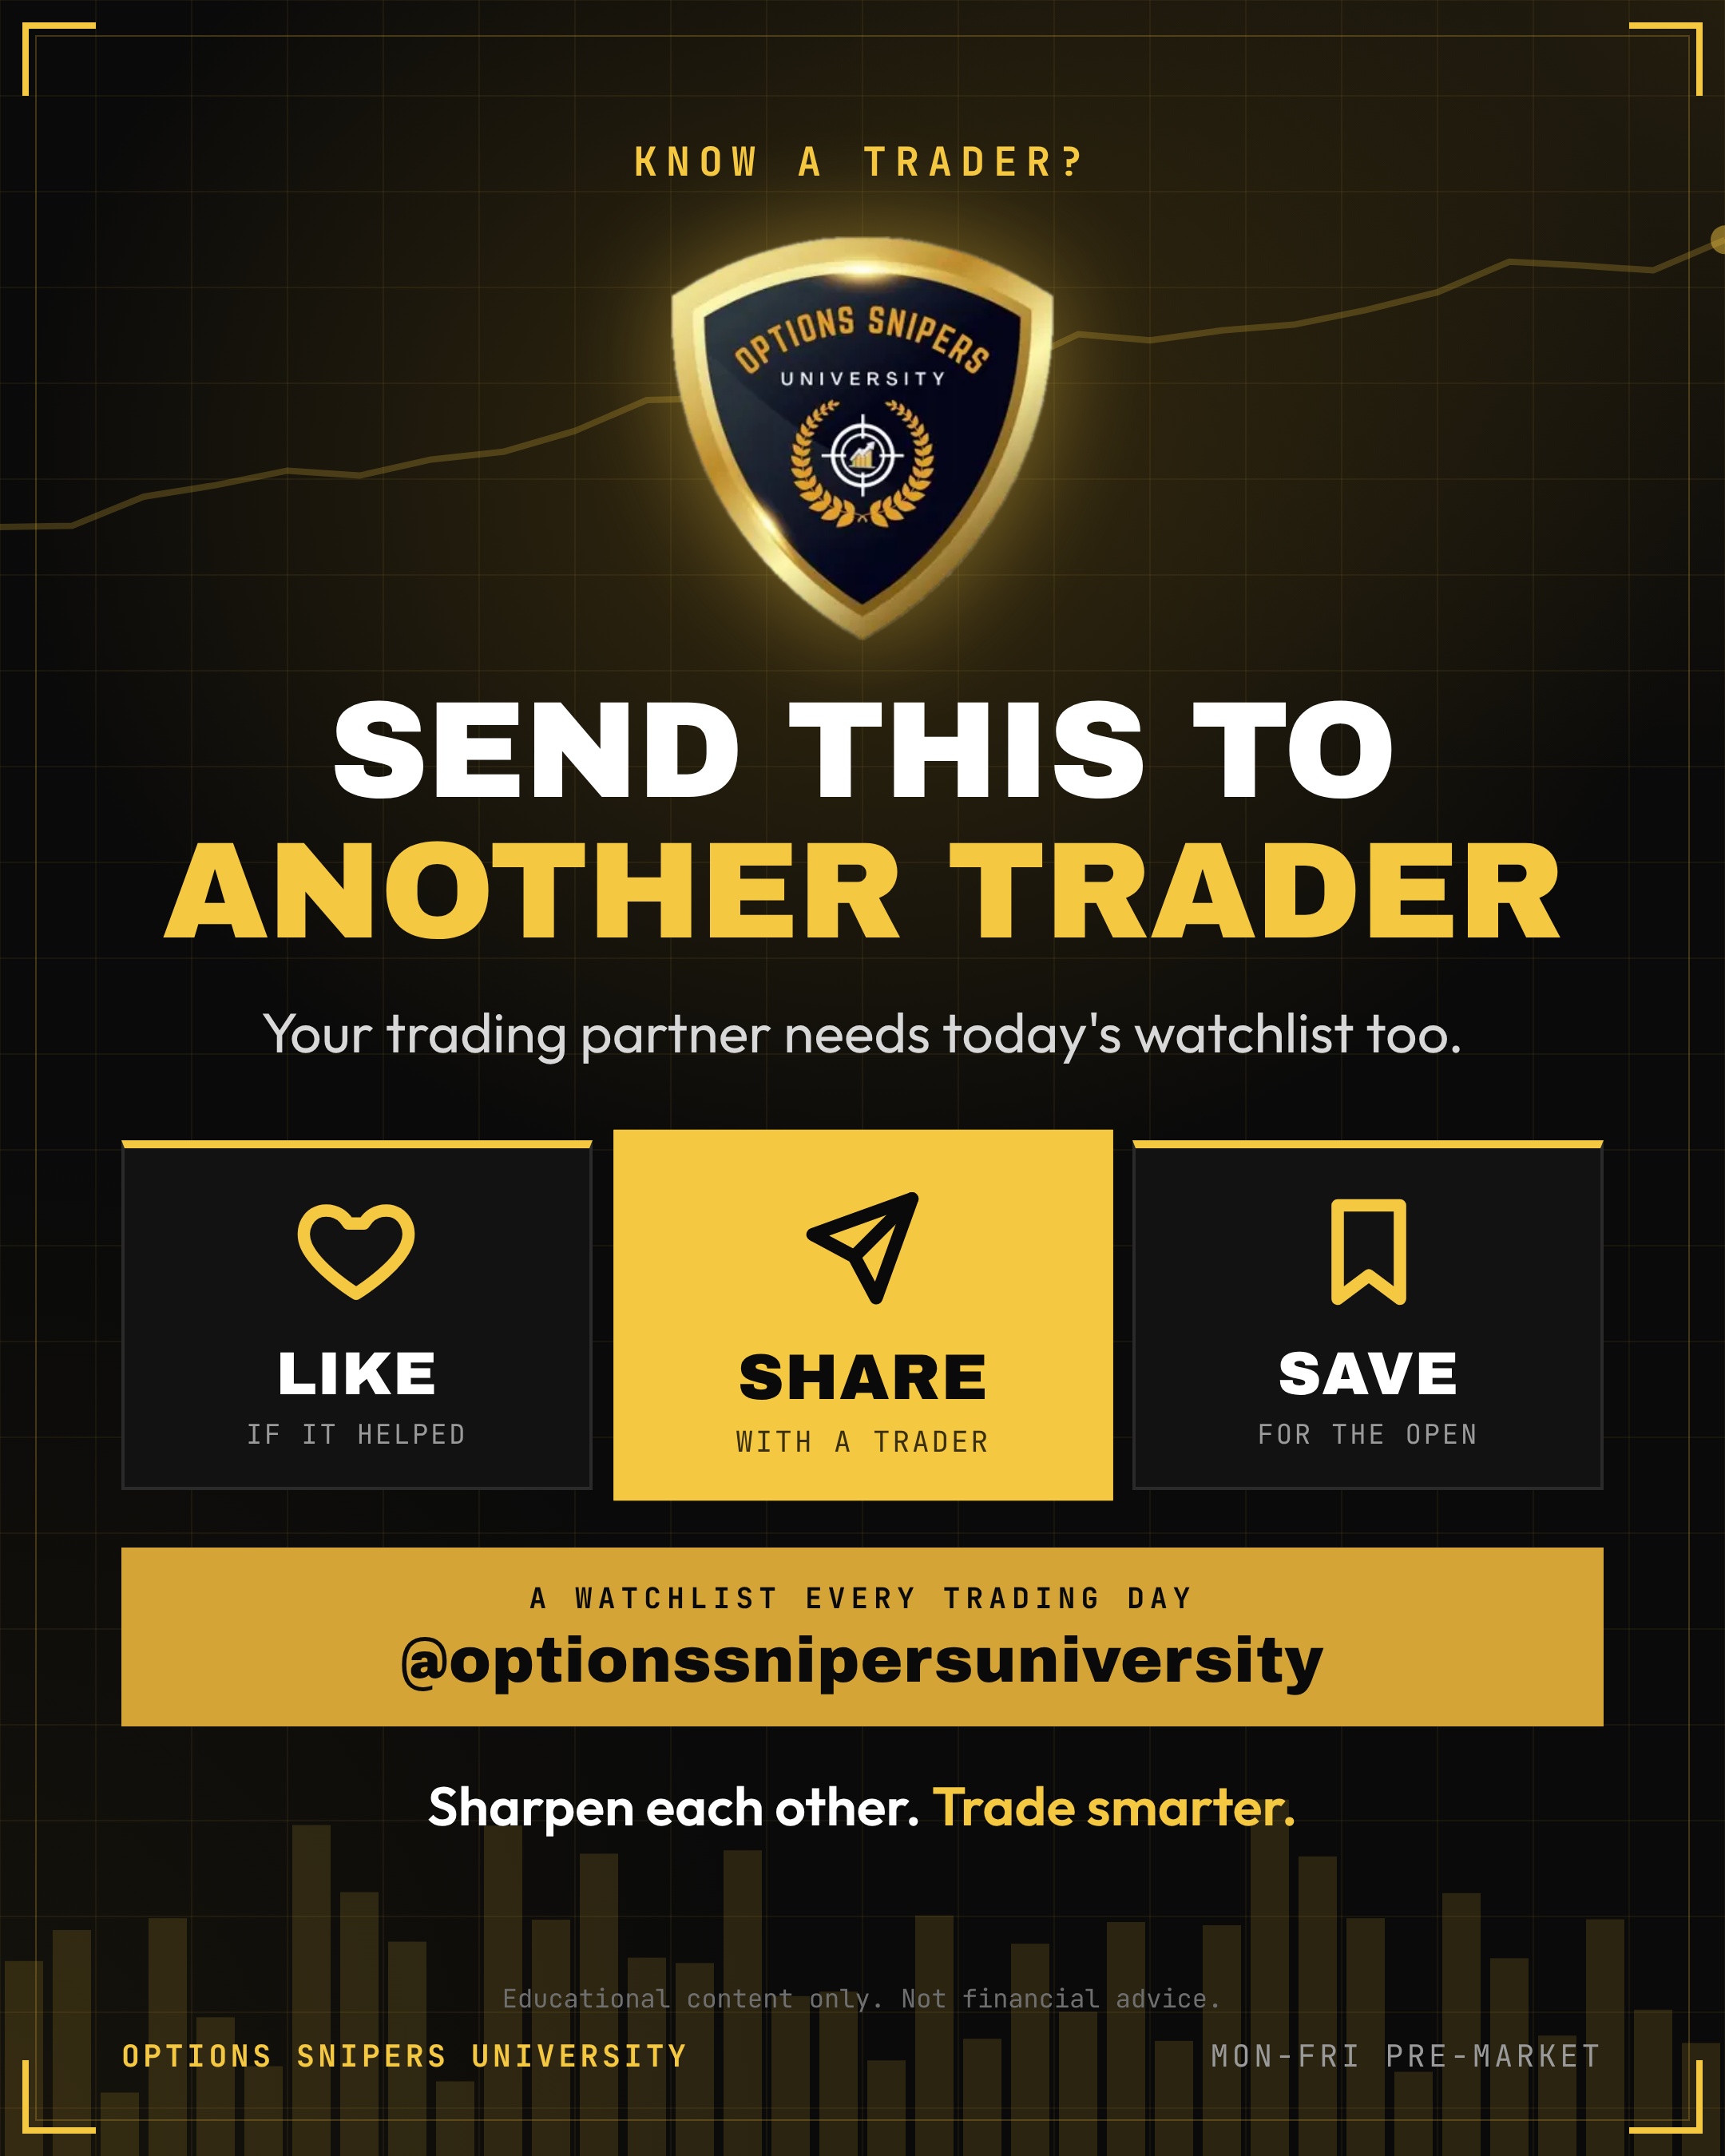 KNOW A TRADER?
OPTIONS SNIPERS
UNIVERSITY
SEND THIS TO
ANOTHER TRADER
Your trading partner needs today's watchlist too.
LIKE
IF IT HELPED
SHARE
WITH A TRADER
SAVE
FOR THE OPEN
A WATCHLIST EVERY TRADING DAY
@optionssnipersuniversity
Sharpen each other. Trade smarter.
Educational content only. Not financial advice.
OPTIONS SNIPERS UNIVERSITY
MON-FRI PRE-MARKET